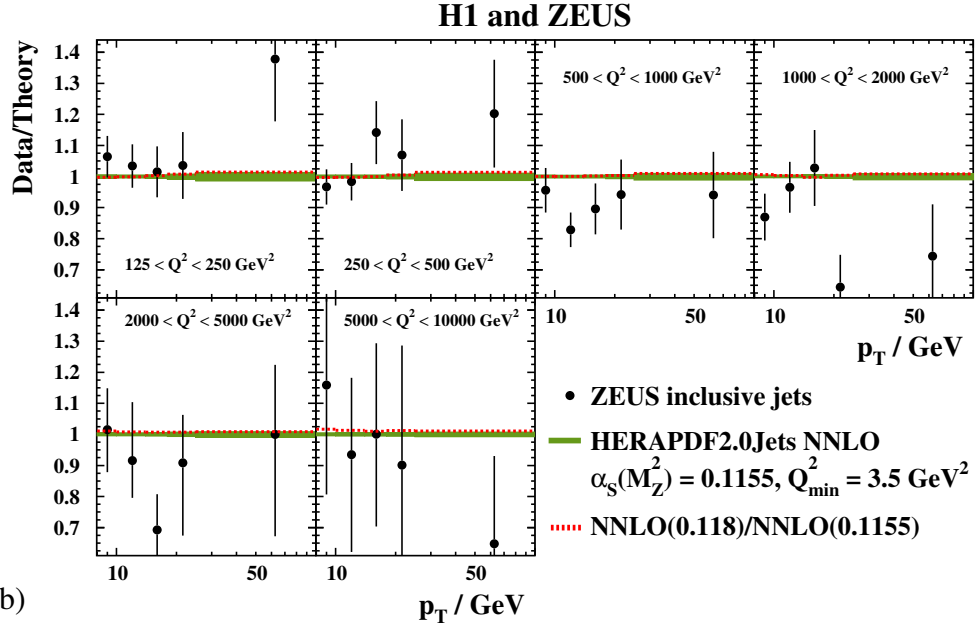 H1 and ZEUS
Data/Theory
1.4
1.3
1.2
1.1
1
0.9
0.8
0.7
125 < Q² < 250 GeV²
250 < Q² < 500 GeV²
500 < Q² < 1000 GeV²
1000 < Q² < 2000 GeV²
10 50
10 50
p_T / GeV
1.4
1.3
1.2
1.1
1
0.9
0.8
0.7
2000 < Q² < 5000 GeV²
5000 < Q² < 10000 GeV²
10 50
10 50
p_T / GeV
ZEUS inclusive jets
HERAPDF2.0Jets NNLO
α_S(M_Z²) = 0.1155, Q²_min = 3.5 GeV²
NNLO(0.118)/NNLO(0.1155)
b)